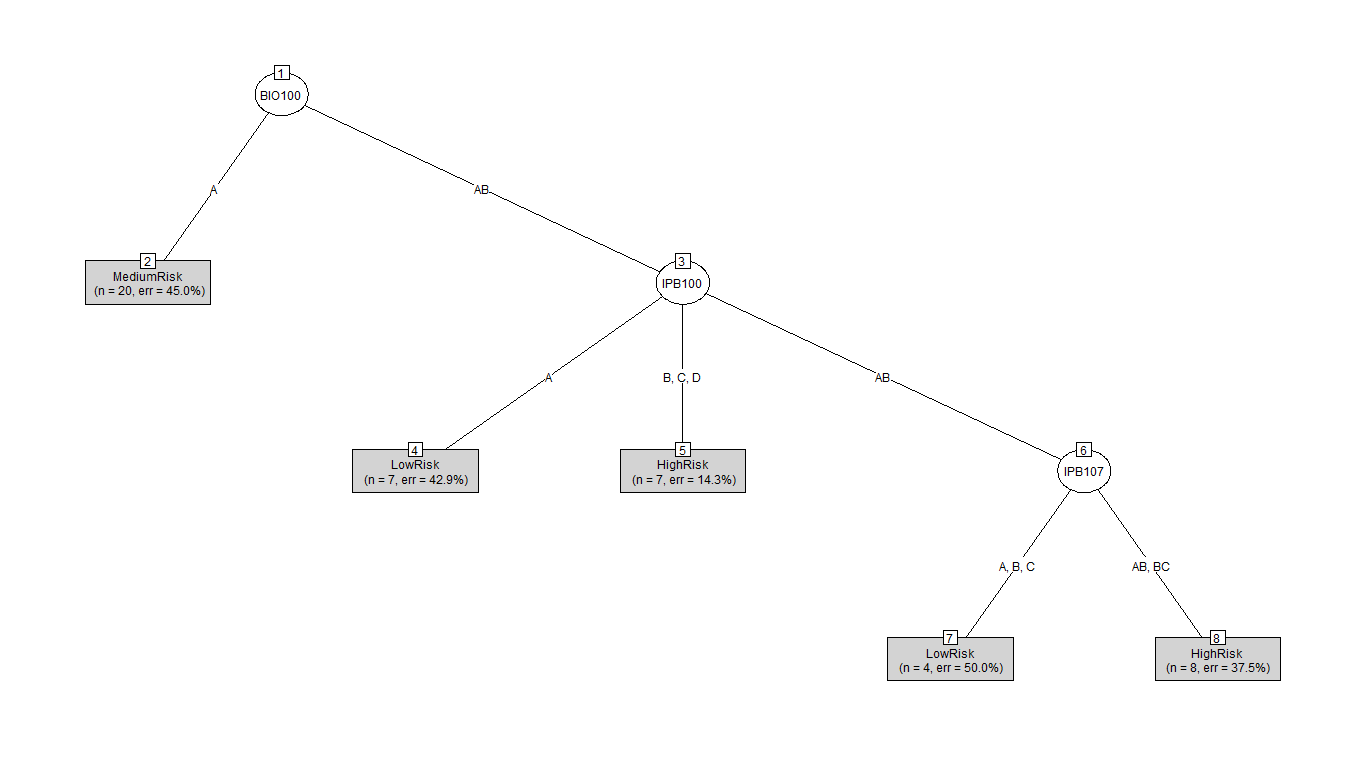 1
BIO100
A
AB
2
MediumRisk
(n = 20, err = 45.0%)
3
IPB100
A
B, C, D
AB
4
LowRisk
(n = 7, err = 42.9%)
5
HighRisk
(n = 7, err = 14.3%)
6
IPB107
A, B, C
AB, BC
7
LowRisk
(n = 4, err = 50.0%)
8
HighRisk
(n = 8, err = 37.5%)